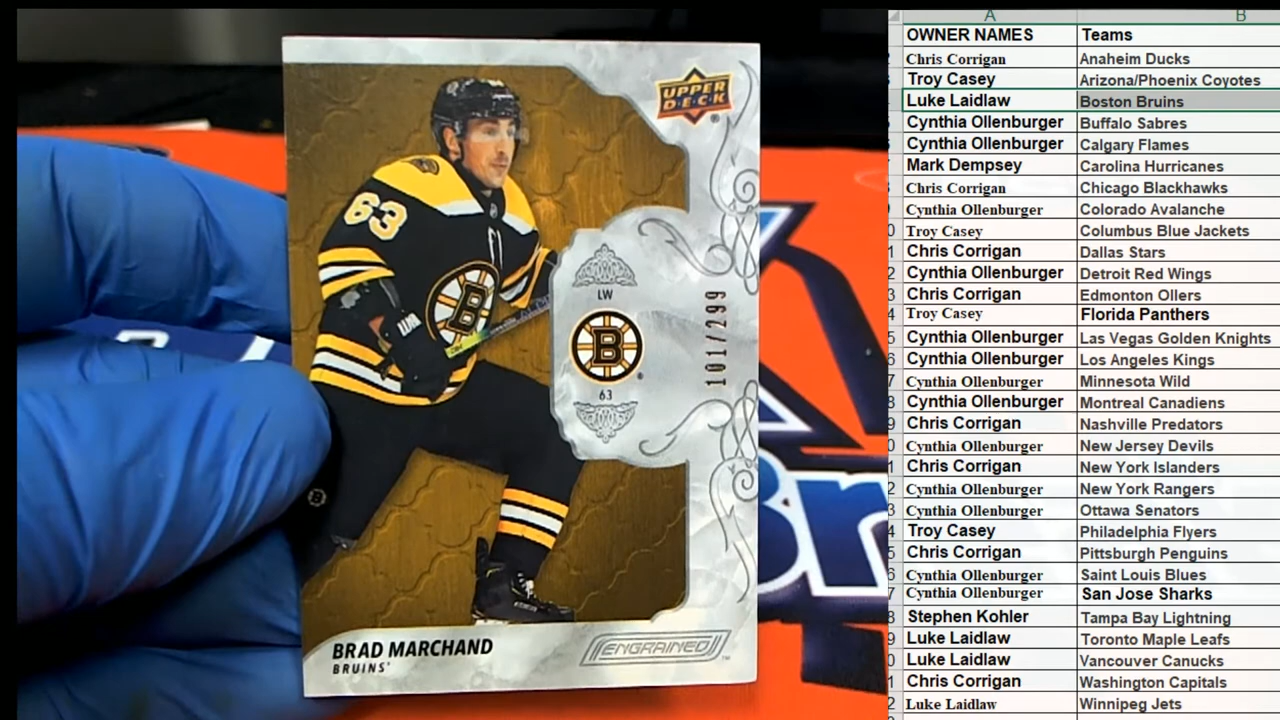 UPPER
DECK
63
LW
B
B
63
101/299
BRAD MARCHAND
BRUINS
ENGRAINED
A B
OWNER NAMES Teams
Chris Corrigan Anaheim Ducks
Troy Casey Arizona/Phoenix Coyotes
Luke Laidlaw Boston Bruins
Cynthia Ollenburger Buffalo Sabres
Cynthia Ollenburger Calgary Flames
Mark Dempsey Carolina Hurricanes
Chris Corrigan Chicago Blackhawks
Cynthia Ollenburger Colorado Avalanche
Troy Casey Columbus Blue Jackets
Chris Corrigan Dallas Stars
Cynthia Ollenburger Detroit Red Wings
Chris Corrigan Edmonton Ollers
Troy Casey Florida Panthers
Cynthia Ollenburger Las Vegas Golden Knights
Cynthia Ollenburger Los Angeles Kings
Cynthia Ollenburger Minnesota Wild
Cynthia Ollenburger Montreal Canadiens
Chris Corrigan Nashville Predators
Cynthia Ollenburger New Jersey Devils
Chris Corrigan New York Islanders
Cynthia Ollenburger New York Rangers
Cynthia Ollenburger Ottawa Senators
Troy Casey Philadelphia Flyers
Chris Corrigan Pittsburgh Penguins
Cynthia Ollenburger Saint Louis Blues
Cynthia Ollenburger San Jose Sharks
Stephen Kohler Tampa Bay Lightning
Luke Laidlaw Toronto Maple Leafs
Luke Laidlaw Vancouver Canucks
Chris Corrigan Washington Capitals
Luke Laidlaw Winnipeg Jets